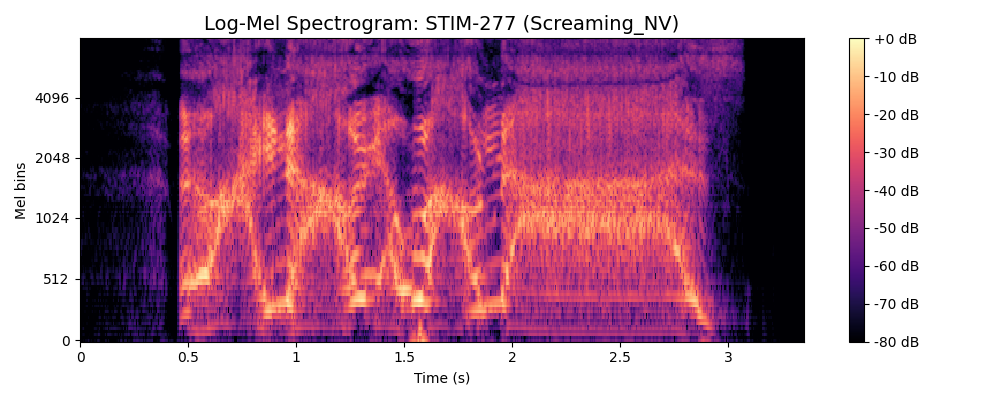 Log-Mel Spectrogram: STIM-277 (Screaming_NV)
Mel bins
4096
2048
1024
512
0
0 0.5 1 1.5 2 2.5 3
Time (s)
+0 dB
-10 dB
-20 dB
-30 dB
-40 dB
-50 dB
-60 dB
-70 dB
-80 dB